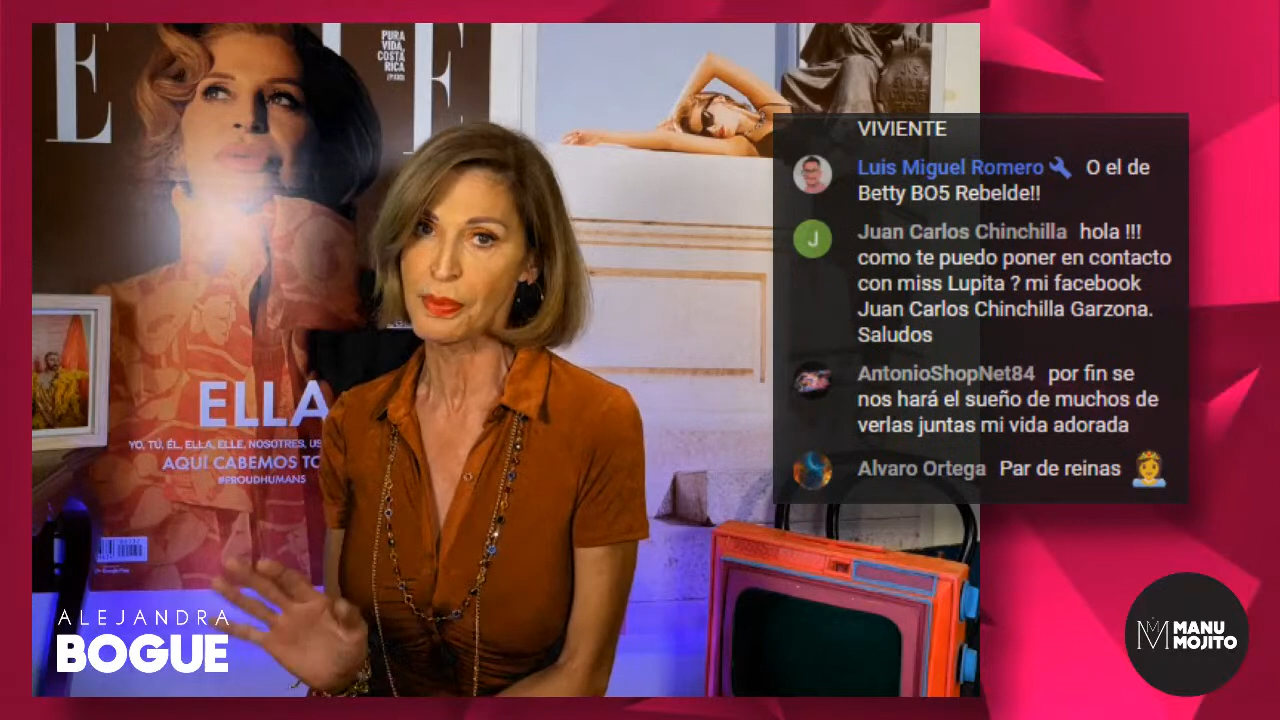 E E
PURA
VIDA,
COSTA
RICA
ELLA
YO, TÚ, ÉL, ELLA, ELLE, NOSOTRES, US
AQUÍ CABEMOS TO
#PROUDHUMANS
ALEJANDRA
BOGUE
VIVIENTE
Luis Miguel Romero O el de
Betty BO5 Rebelde!!
J
Juan Carlos Chinchilla hola !!!
como te puedo poner en contacto
con miss Lupita ? mi facebook
Juan Carlos Chinchilla Garzona.
Saludos
AntonioShopNet84 por fin se
nos hará el sueño de muchos de
verlas juntas mi vida adorada
Alvaro Ortega Par de reinas
M MANU
MOJITO